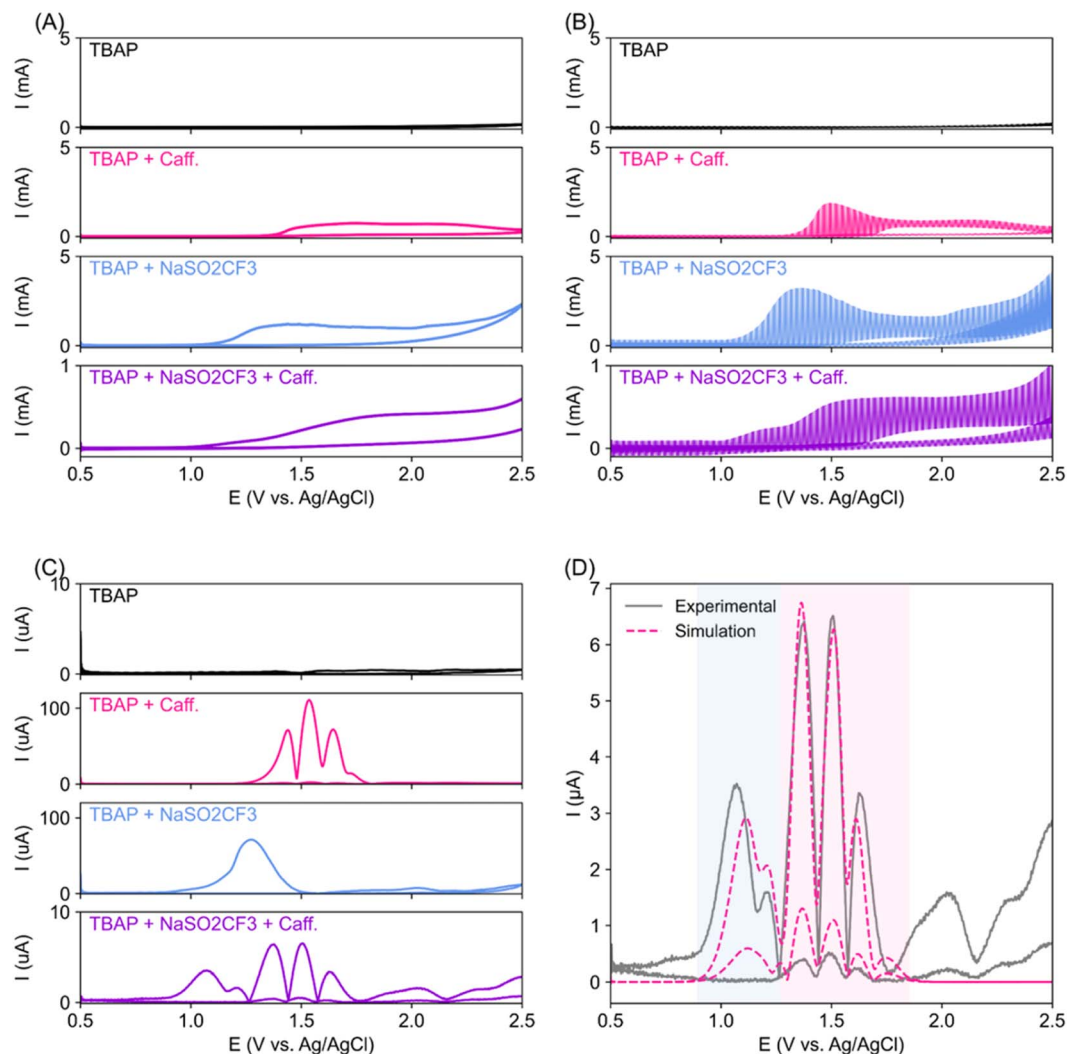 (A)
5
TBAP
I (mA)
0
5
TBAP + Caff.
I (mA)
0
5
TBAP + NaSO2CF3
I (mA)
0
1
TBAP + NaSO2CF3 + Caff.
I (mA)
0
0.5 1.0 1.5 2.0 2.5
E (V vs. Ag/AgCl)
(B)
5
TBAP
I (mA)
0
5
TBAP + Caff.
I (mA)
0
5
TBAP + NaSO2CF3
I (mA)
0
1
TBAP + NaSO2CF3 + Caff.
I (mA)
0
0.5 1.0 1.5 2.0 2.5
E (V vs. Ag/AgCl)
(C)
10
TBAP
I (uA)
0
100
TBAP + Caff.
I (uA)
0
100
TBAP + NaSO2CF3
I (uA)
0
10
TBAP + NaSO2CF3 + Caff.
I (uA)
0
0.5 1.0 1.5 2.0 2.5
E (V vs. Ag/AgCl)
(D)
7
Experimental
Simulation
6
5
4
I (μA)
3
2
1
0
0.5 1.0 1.5 2.0 2.5
E (V vs. Ag/AgCl)